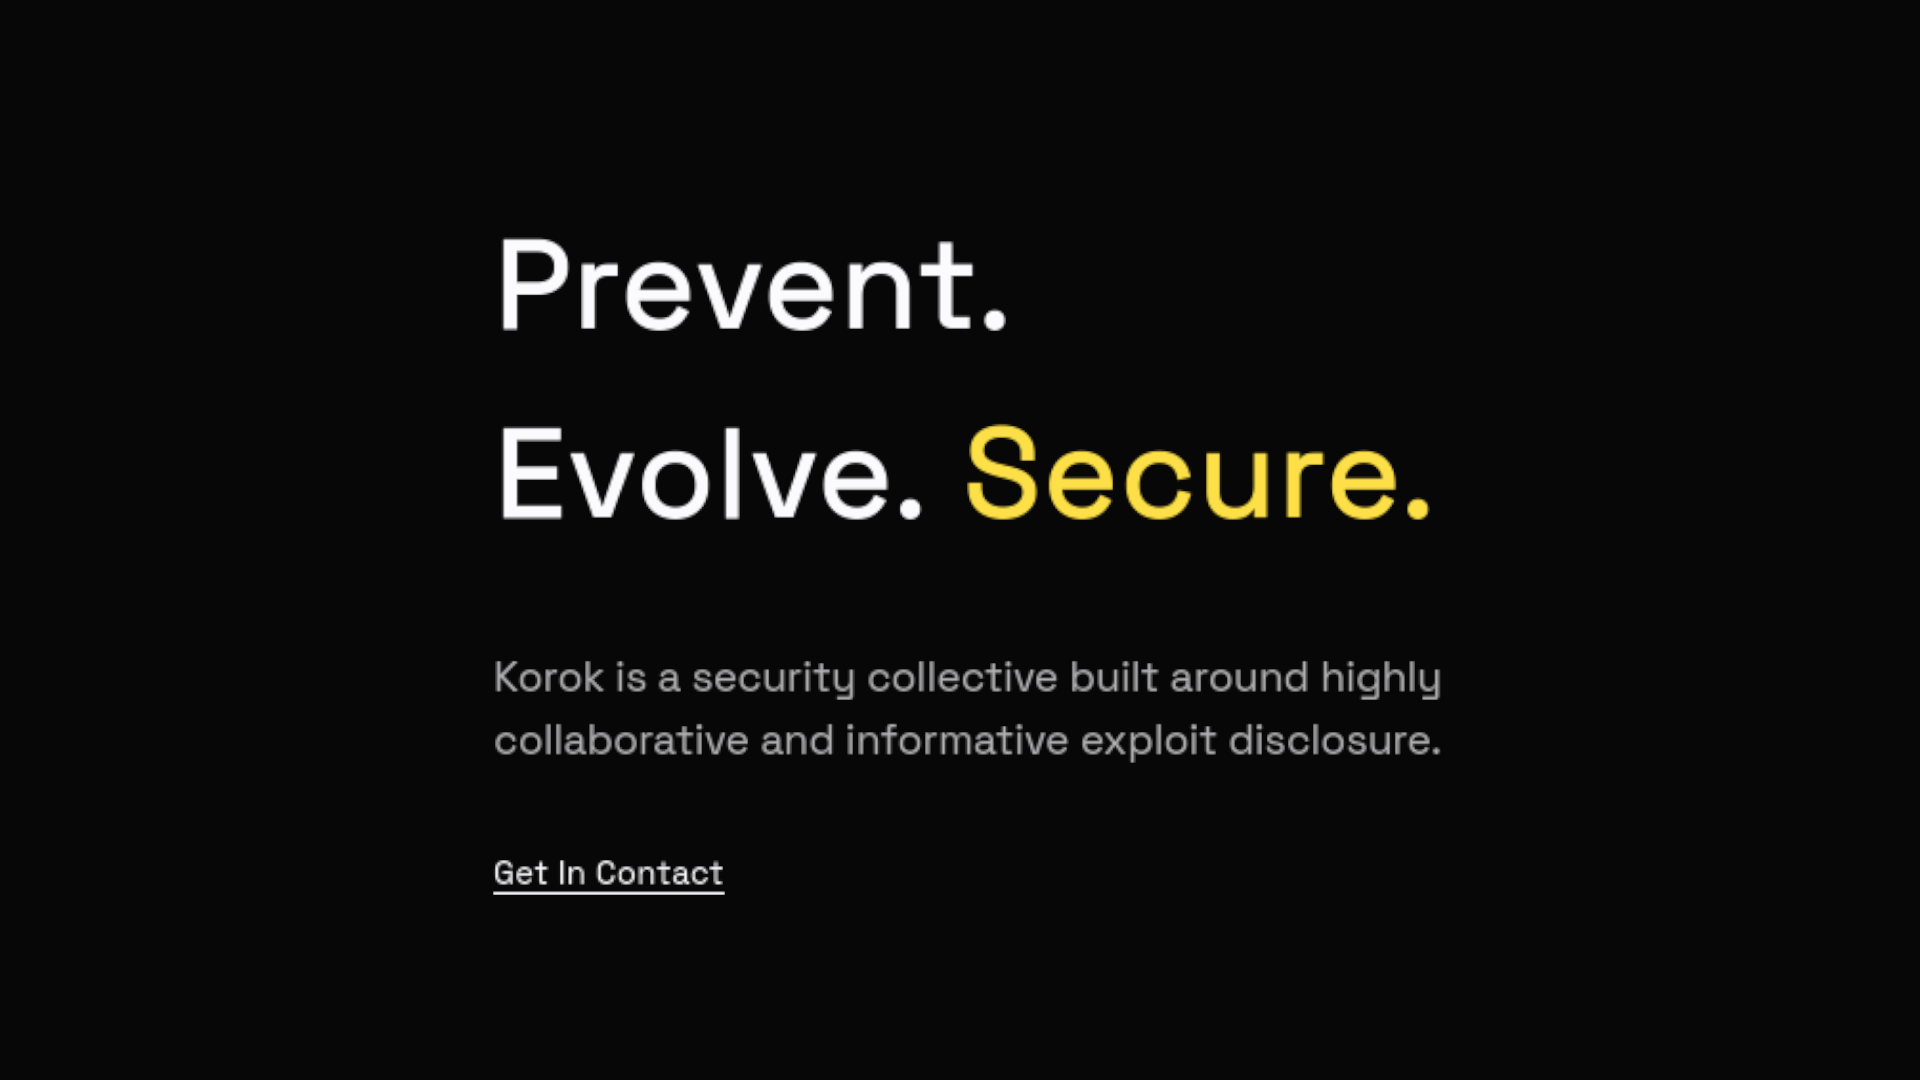 Prevent.
Evolve. Secure.
Korok is a security collective built around highly
collaborative and informative exploit disclosure.
Get In Contact